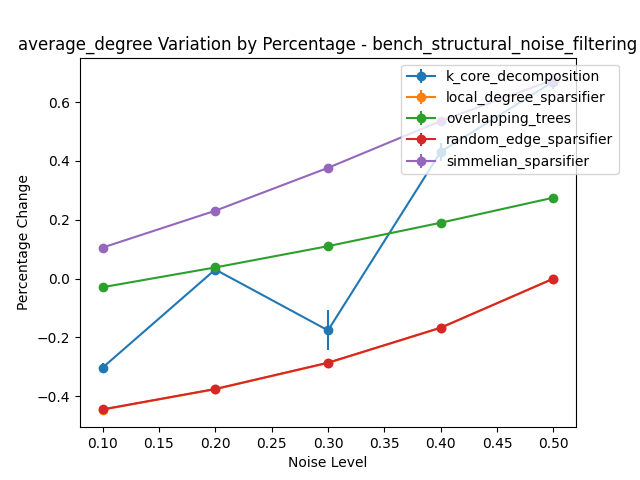 average_degree Variation by Percentage - bench_structural_noise_filtering
k_core_decomposition
local_degree_sparsifier
overlapping_trees
random_edge_sparsifier
simmelian_sparsifier
Percentage Change
0.6
0.4
0.2
0.0
−0.2
−0.4
0.10 0.15 0.20 0.25 0.30 0.35 0.40 0.45 0.50
Noise Level